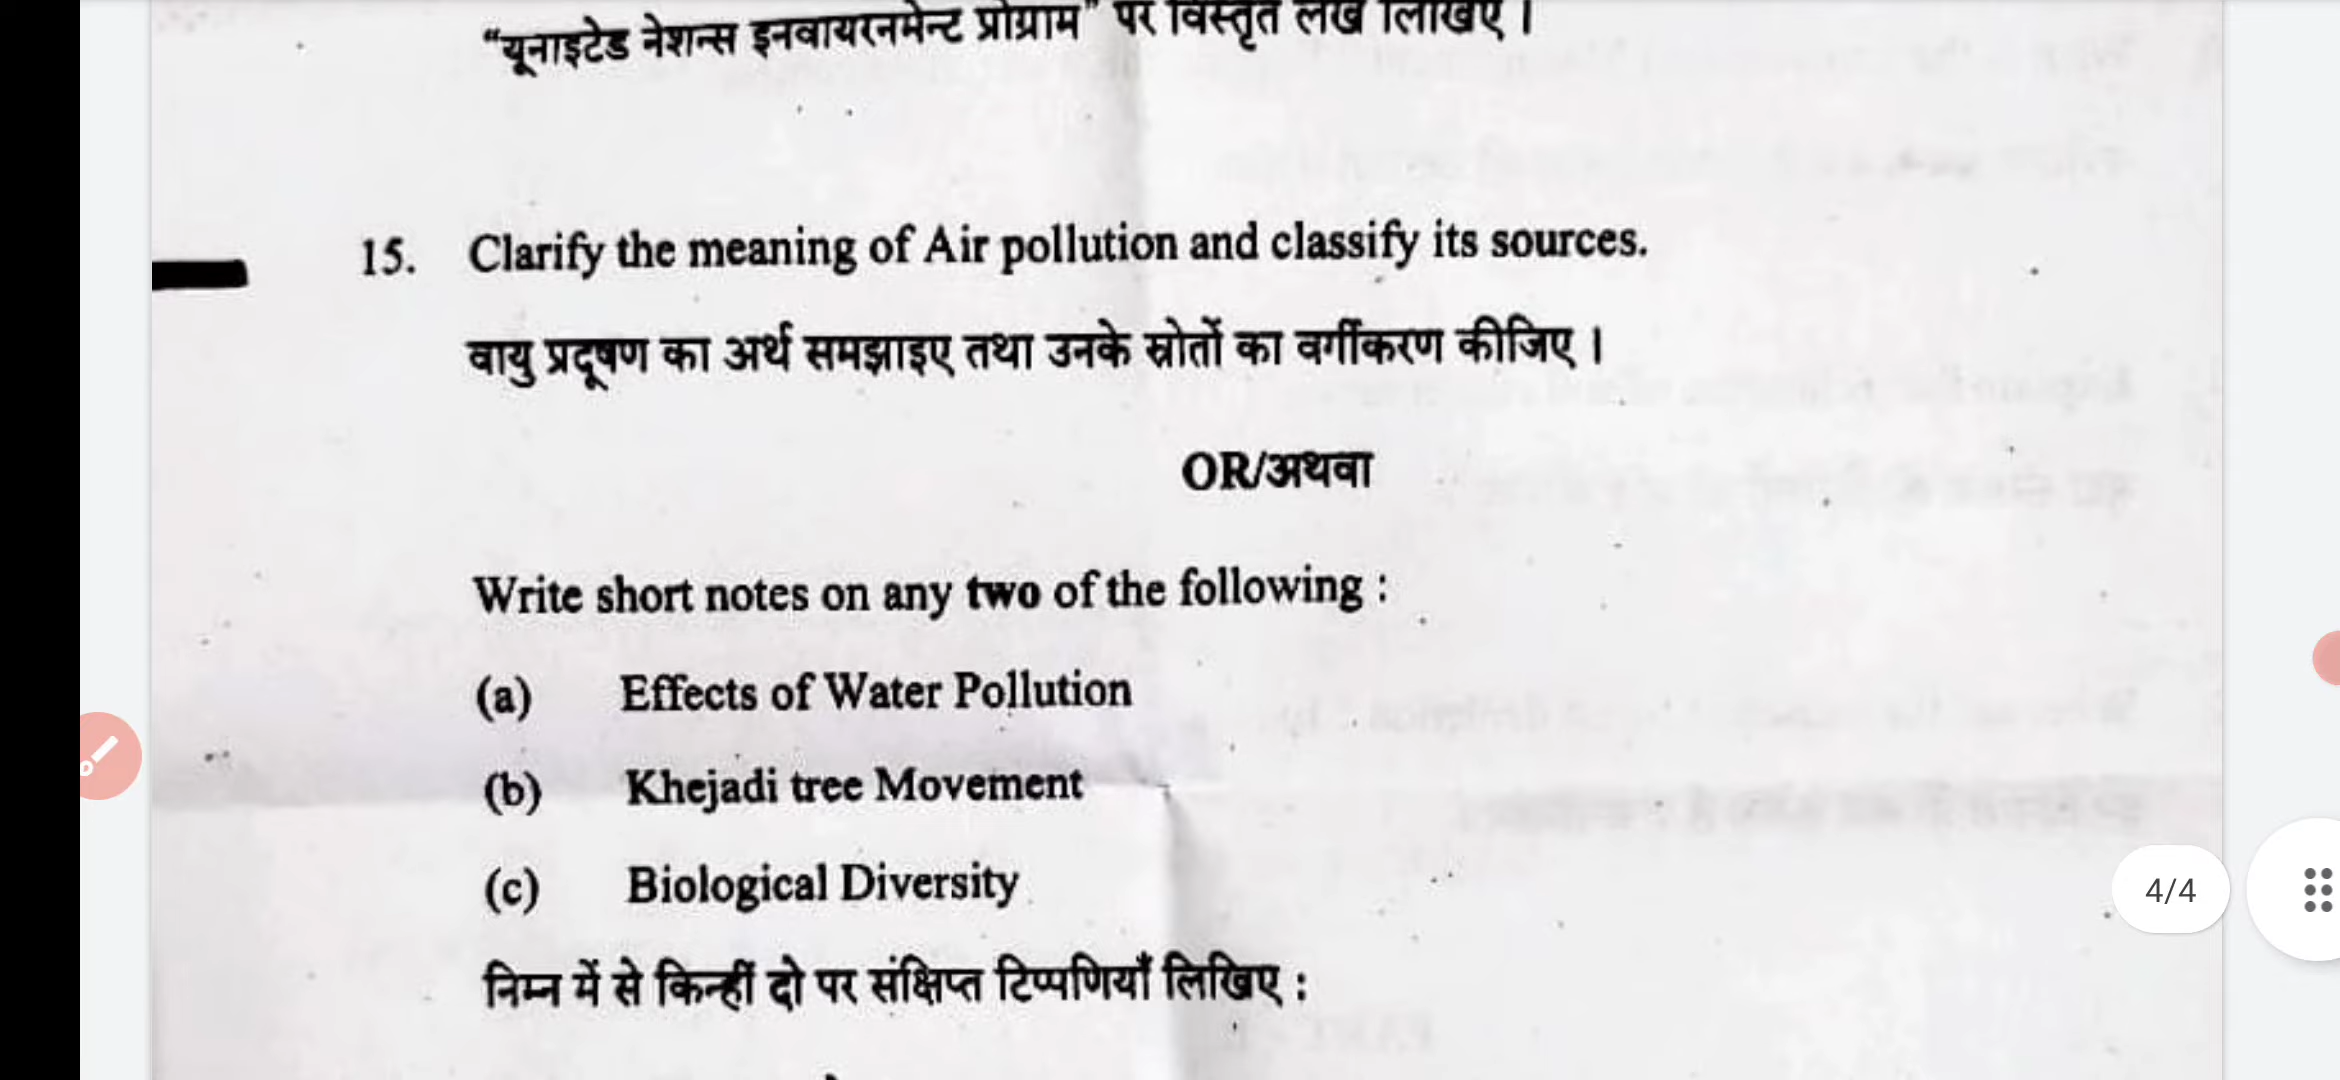 "यूनाइटेड नेशन्स इनवायरनमेन्ट प्रोग्राम" पर विस्तृत लेख लिखिए ।
15. Clarify the meaning of Air pollution and classify its sources.
वायु प्रदूषण का अर्थ समझाइए तथा उनके स्रोतों का वर्गीकरण कीजिए ।
OR/अथवा
Write short notes on any two of the following :
(a) Effects of Water Pollution
(b) Khejadi tree Movement
(c) Biological Diversity
4/4
निम्न में से किन्हीं दो पर संक्षिप्त टिप्पणियाँ लिखिए :